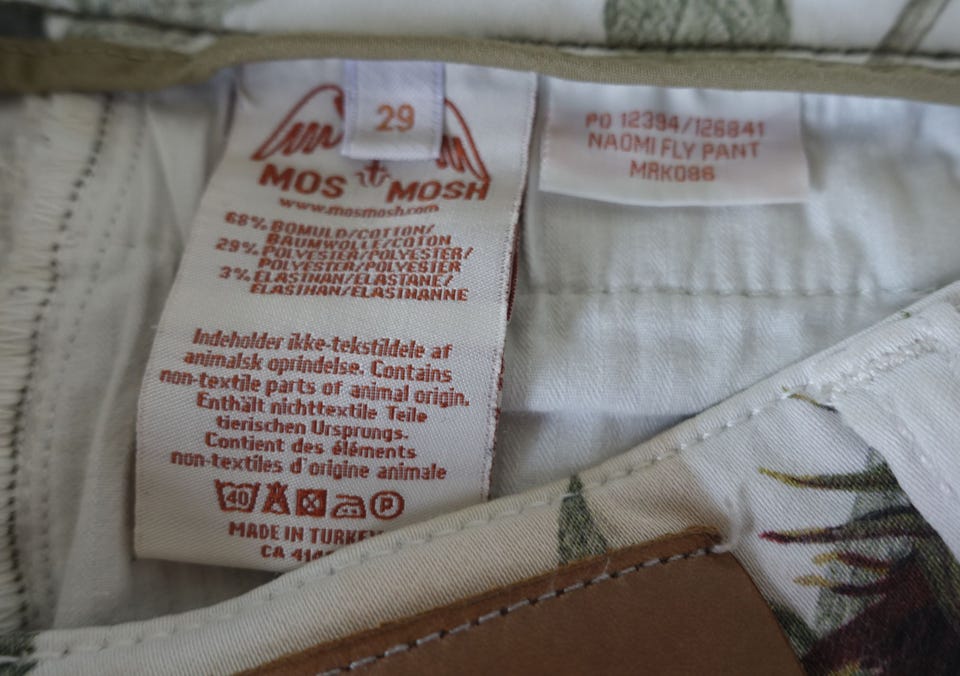 29
MOS MOSH
www.mosmosh.com
68% BOMULD/COTTON/
BAUMWOLLE/COTON
29% POLYESTER/POLYESTER/
POLYESTER/POLYESTER
3% ELASTHAN/ELASTANE/
ELASTHAN/ELASTHANNE
Indeholder ikke-tekstildele af
animalsk oprindelse. Contains
non-textile parts of animal origin.
Enthält nichttextile Teile
tierischen Ursprungs.
Contient des éléments
non-textiles d'origine animale
40 P
MADE IN TURKEY
CA
PO 12394/126841
NAOMI FLY PANT
MRK086